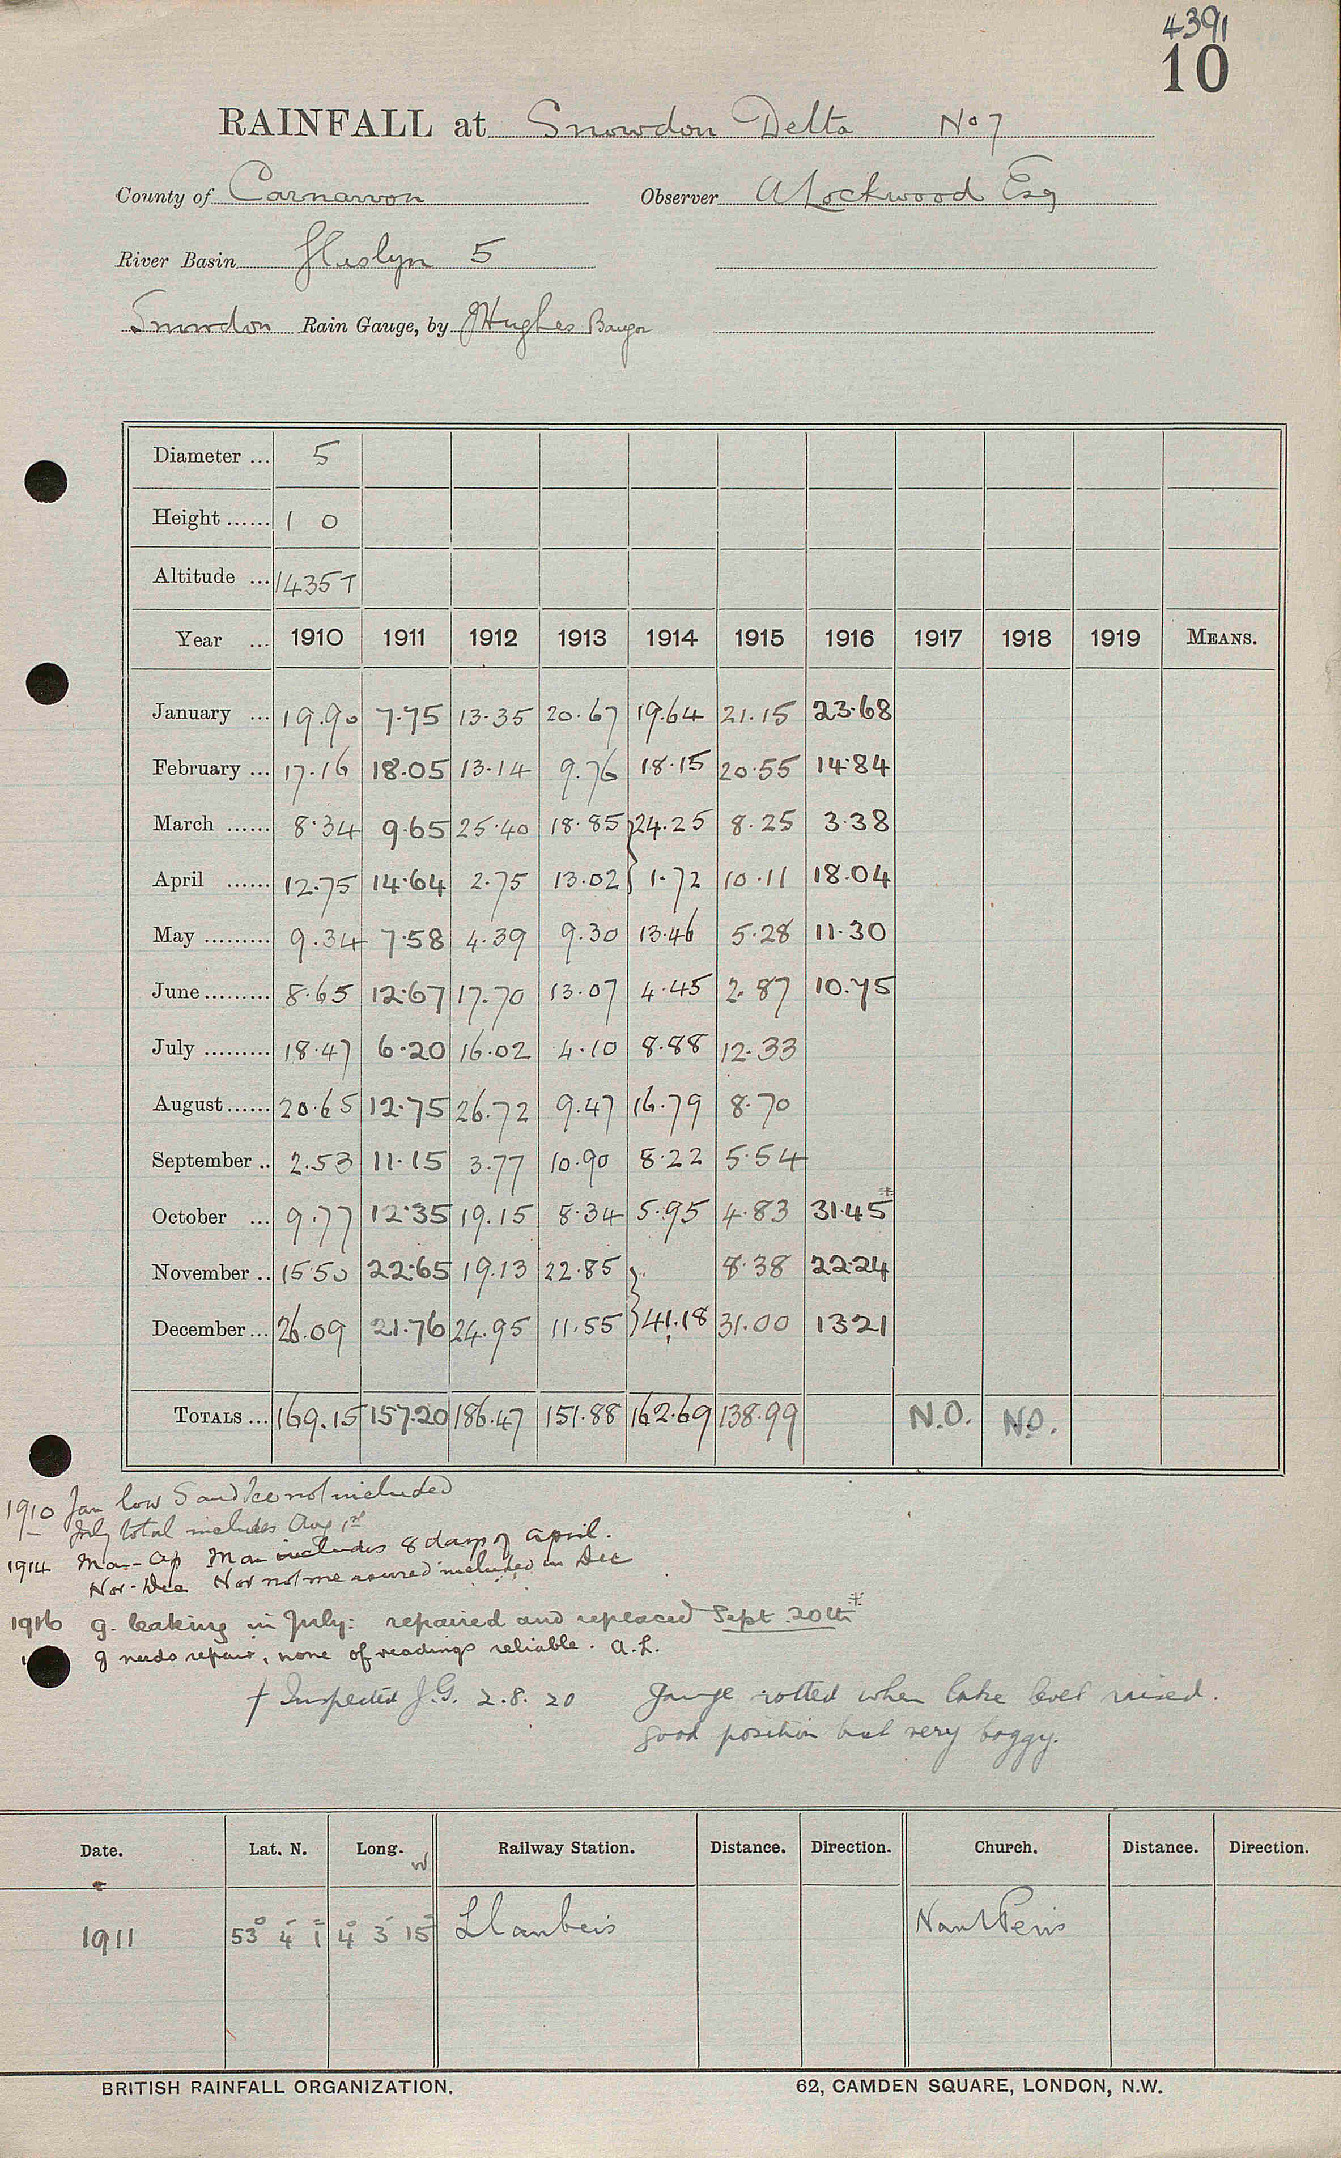 4391
10
RAINFALL at Snowdon Delta No 7
County of Carnarvon Observer A Lockwood Esq
River Basin Glaslyn 5
Snowdon Rain Gauge, by J Hughes Bangor
Diameter ... 5
Height ...... 1 0
Altitude ... 1435 T
Year ... 1910 1911 1912 1913 1914 1915 1916 1917 1918 1919 MEANS.
January ... 19.90 7.75 13.35 20.67 19.64 21.15 23.68
February ... 17.16 18.05 13.14 9.76 18.15 20.55 14.84
March ...... 8.34 9.65 25.40 18.85 }24.25 8.25 3.38
April ...... 12.75 14.64 2.75 13.02 } 1.72 10.11 18.04
May ......... 9.34 7.58 4.39 9.30 13.46 5.28 11.30
June ......... 8.65 12.67 17.70 13.07 4.45 2.87 10.75
July ......... 18.47 6.20 16.02 4.10 8.88 12.33
August ...... 20.65 12.75 26.72 9.47 16.79 8.70
September .. 2.53 11.15 3.77 10.90 8.22 5.54
October ... 9.77 12.35 19.15 8.34 5.95 4.83 31.45*
November .. 15.50 22.65 19.13 22.85 } 8.38 22.24
December ... 26.09 21.76 24.95 11.55 }41.18 31.00 13.21
TOTALS ... 169.15 157.20 186.47 151.88 162.69 138.99 N.O. N.O.
1910 Jan low S and Ice not included
July total includes Aug 1st
1914 Mar-Ap Mar includes 8 days of April.
Nov-Dec Nov not measured included in Dec
1916 g. leaking in July: repaired and replaced Sept 20th*
g needs repair, none of readings reliable. A.L.
† Inspected J.G. 2.8.20 Gauge rotted when lake level raised.
good position but very boggy.
Date. Lat. N. Long. W Railway Station. Distance. Direction. Church. Distance. Direction.
1911 53° 4' 1" 4° 3' 15" Llanberis Nant Peris
BRITISH RAINFALL ORGANIZATION. 62, CAMDEN SQUARE, LONDON, N.W.